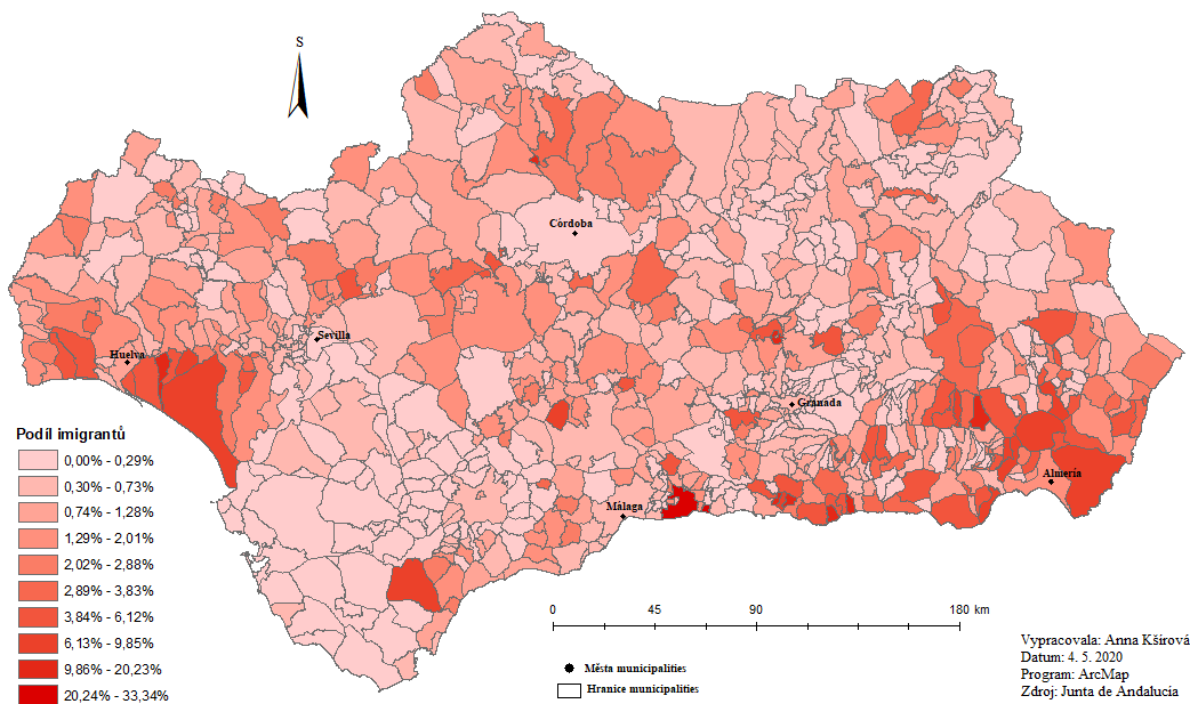 S
Córdoba
Sevilla
Huelva
Granada
Almería
Málaga
Podíl imigrantů
0,00% - 0,29%
0,30% - 0,73%
0,74% - 1,28%
1,29% - 2,01%
2,02% - 2,88%
2,89% - 3,83%
3,84% - 6,12%
6,13% - 9,85%
9,86% - 20,23%
20,24% - 33,34%
0 45 90 180 km
Města municipalities
Hranice municipalities
Vypracovala: Anna Kšírová
Datum: 4. 5. 2020
Program: ArcMap
Zdroj: Junta de Andalucia